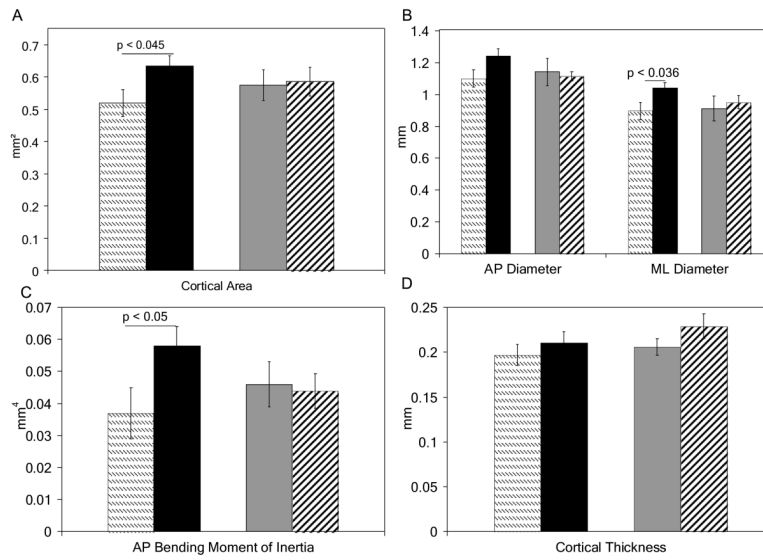 A
0.7
0.6
0.5
0.4
0.3
0.2
0.1
0
mm²
p < 0.045
Cortical Area
B
1.4
1.2
1
0.8
0.6
0.4
0.2
0
mm
p < 0.036
AP Diameter
ML Diameter
C
0.07
0.06
0.05
0.04
0.03
0.02
0.01
0
mm⁴
p < 0.05
AP Bending Moment of Inertia
D
0.25
0.2
0.15
0.1
0.05
0
mm
Cortical Thickness